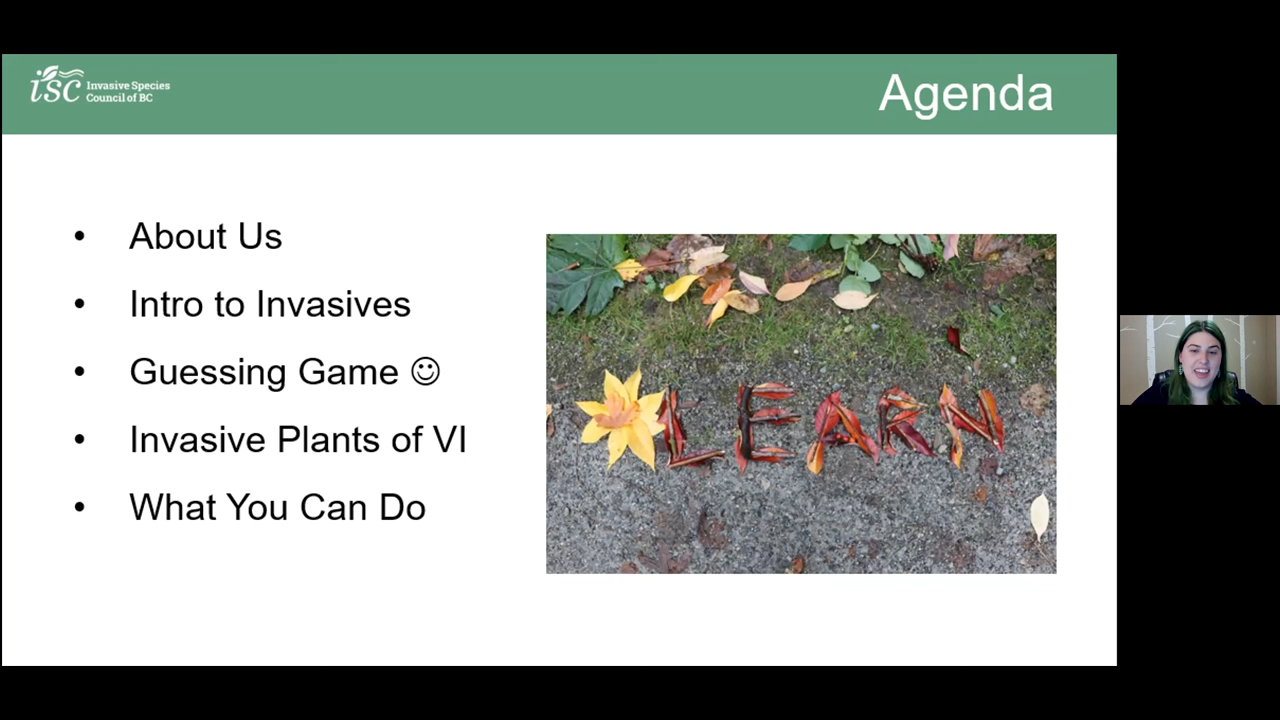 isc Invasive Species
Council of BC
Agenda
• About Us
• Intro to Invasives
• Guessing Game ☺
• Invasive Plants of VI
• What You Can Do
LEARN